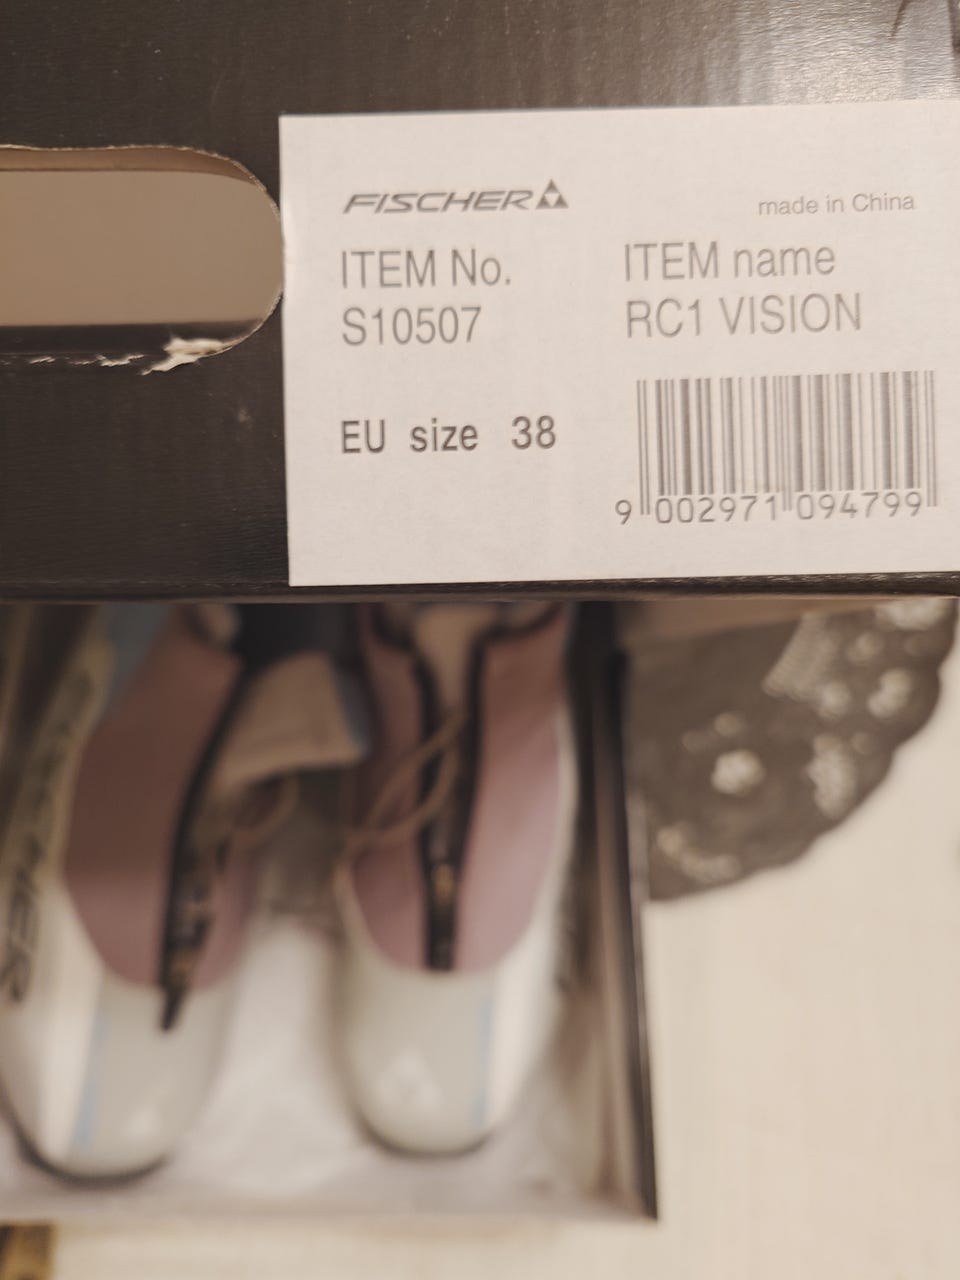 FISCHER
made in China
ITEM No.
ITEM name
S10507
RC1 VISION
EU size 38
9 002971 094799